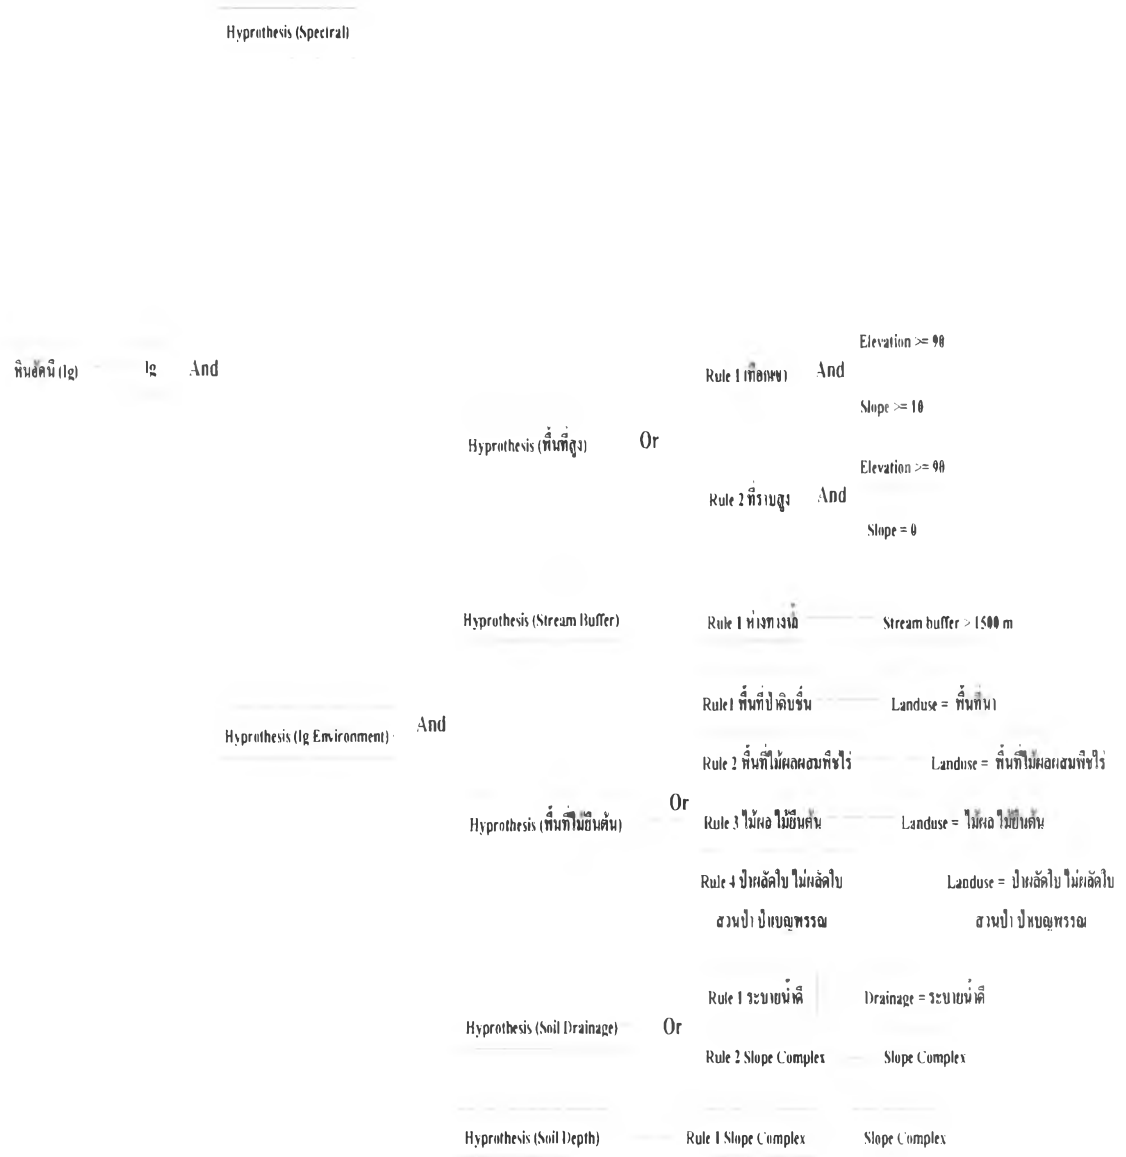 Hyprothesis (Spectral)
Elevation >= 90
หินอัคนี (Ig) Ig And
Rule 1 เทือกเขา And
Slope >= 10
Hyprothesis (พื้นที่สูง) Or
Elevation >= 90
Rule 2 ที่ราบสูง And
Slope = 0
Hyprothesis (Stream Buffer) Rule 1 ห่างทางน้ำ Stream buffer > 1500 m
Rule1 พื้นที่ป่าดิบชื้น Landuse = พื้นที่นา
Hyprothesis (Ig Environment) And
Rule 2 พื้นที่ไม้ผลผสมพืชไร่ Landuse = พื้นที่ไม้ผลผสมพืชไร่
Or
Hyprothesis (พื้นที่ไม้ยืนต้น) Rule 3 ไม้ผล ไม้ยืนต้น Landuse = ไม้ผล ไม้ยืนต้น
Rule 4 ป่าผลัดใบ ไม่ผลัดใบ Landuse = ป่าผลัดใบ ไม่ผลัดใบ
สวนป่า ป่าเบญพรรณ สวนป่า ป่าเบญพรรณ
Rule 1 ระบายน้ำดี Drainage = ระบายน้ำดี
Hyprothesis (Soil Drainage) Or
Rule 2 Slope Complex Slope Complex
Hyprothesis (Soil Depth) Rule 1 Slope Complex Slope Complex